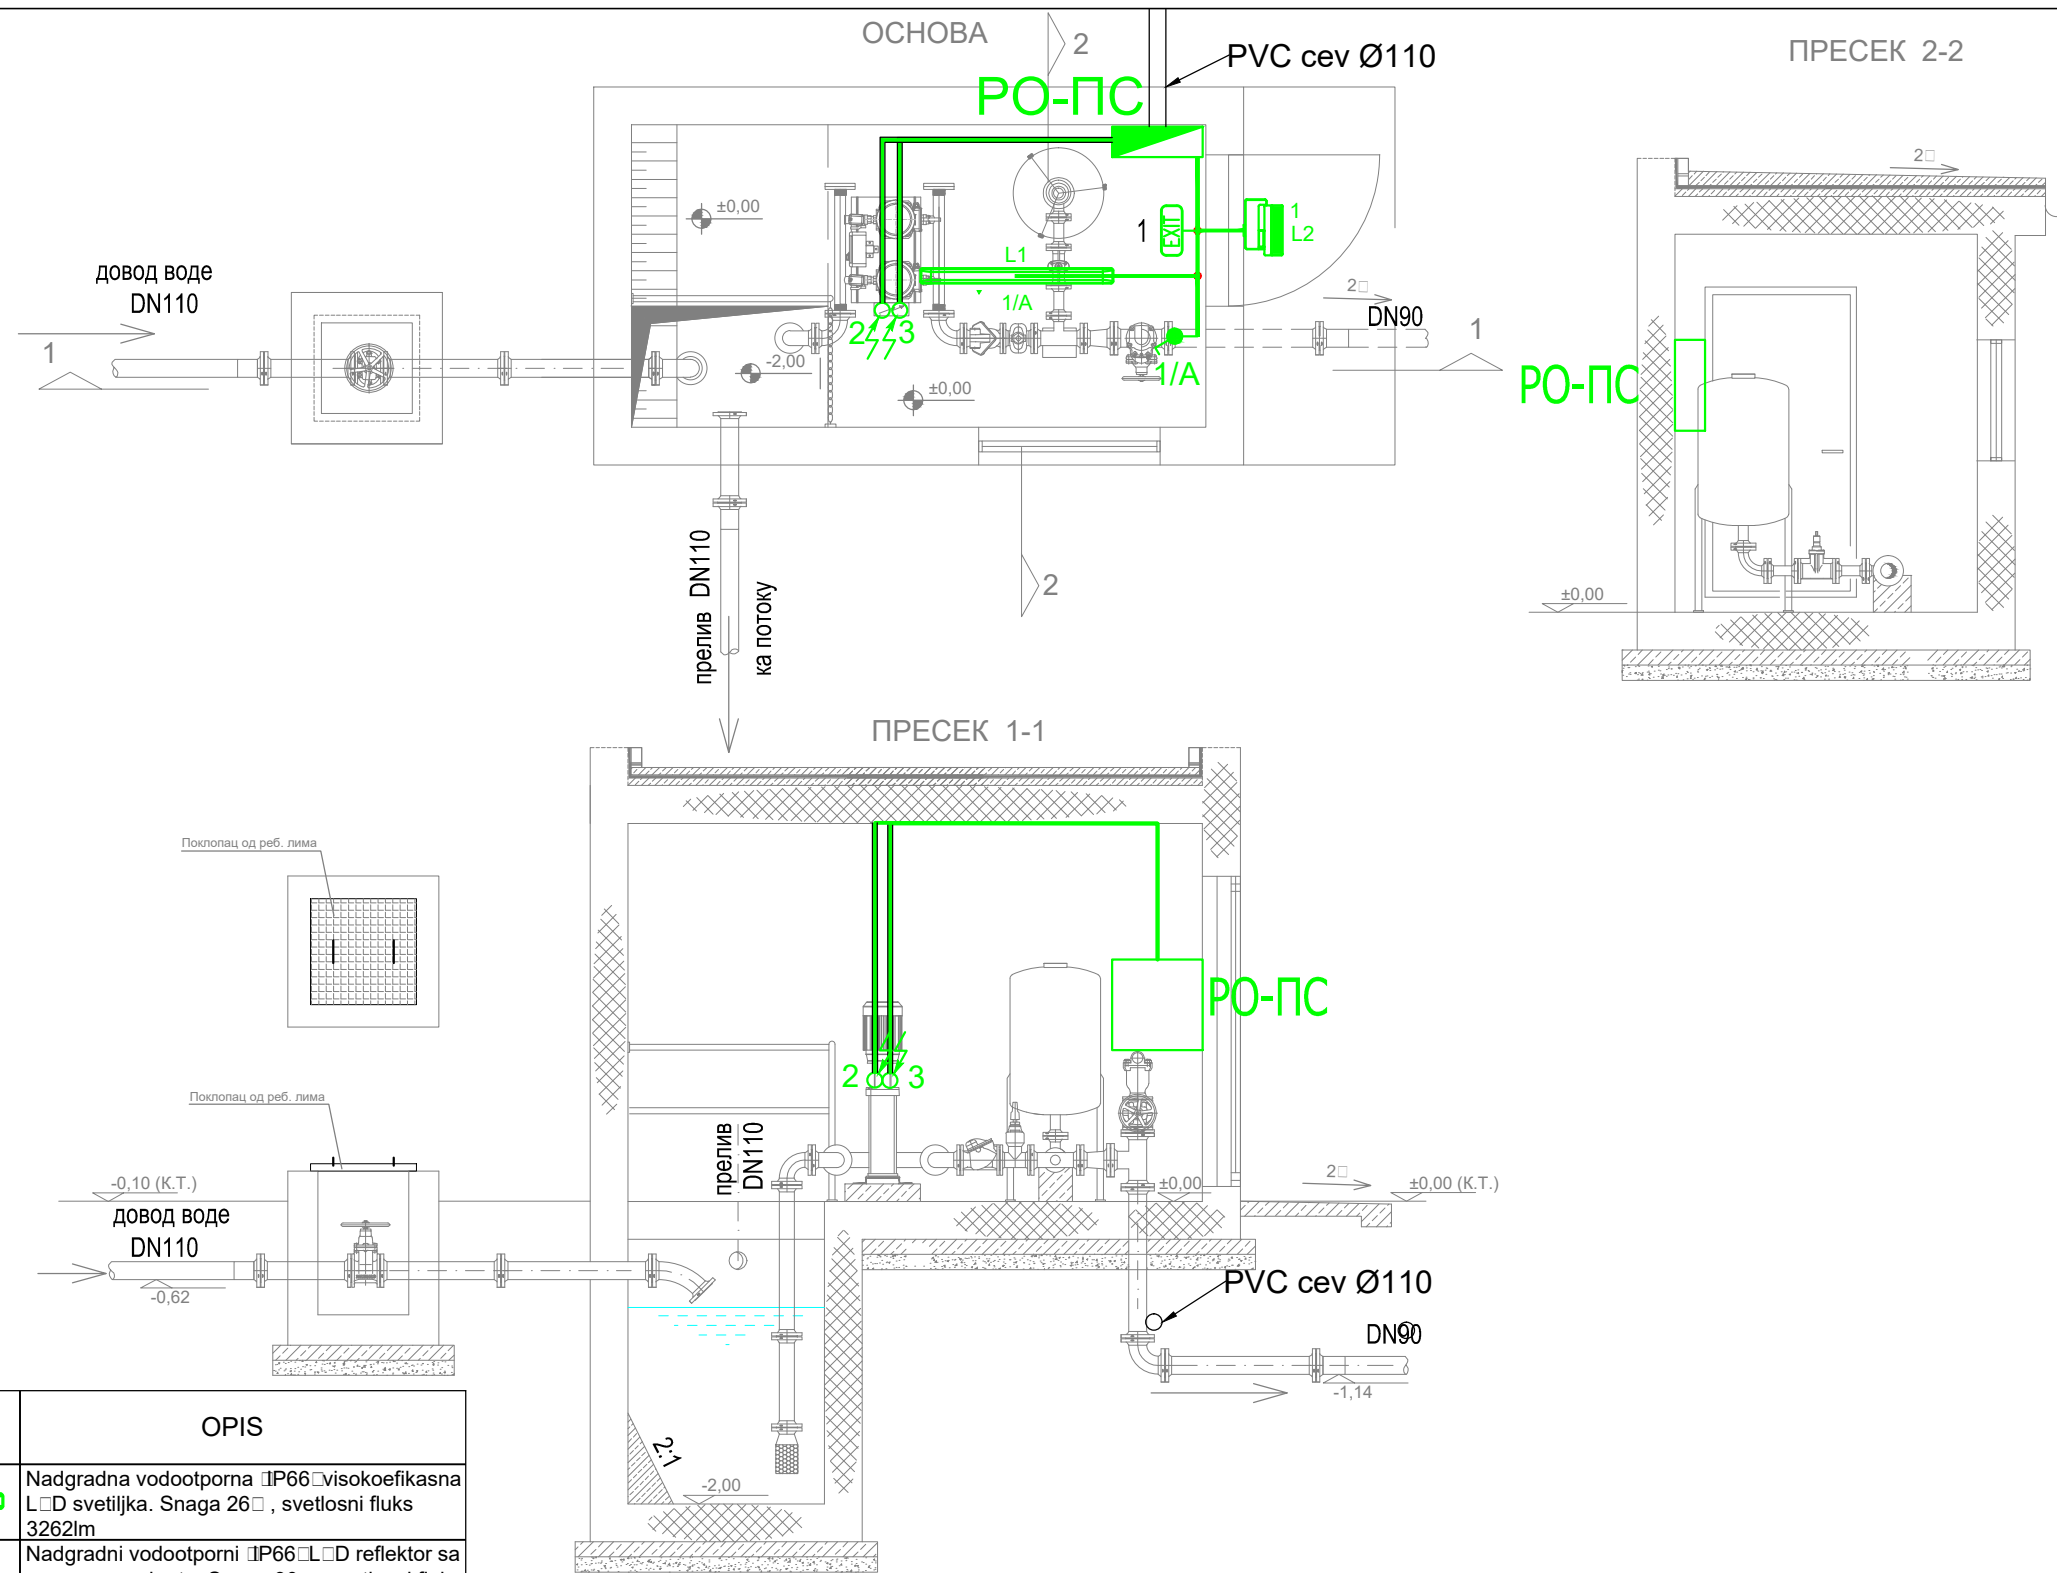 ОСНОВА
2
PVC cev Ø110
ПРЕСЕК 2-2
РО-ПС
2□
±0,00
1
EXIT
1
L2
L1
1/A
2 3
довод воде
DN110
1
2□
DN90
1
-2,00
±0,00
1/A
РО-ПС
прелив DN110
ка потоку
2
±0,00
ПРЕСЕК 1-1
Поклопац од реб. лима
РО-ПС
2 3
Поклопац од реб. лима
прелив
DN110
-0,10 (К.Т.)
±0,00
2□
±0,00 (К.Т.)
довод воде
DN110
-0,62
PVC cev Ø110
DN90
-1,14
2:1
-2,00
OPIS
Nadgradna vodootporna □IP66□visokoefikasna
L□D svetiljka. Snaga 26□ , svetlosni fluks
3262lm
Nadgradni vodootporni □IP66□L□D reflektor sa